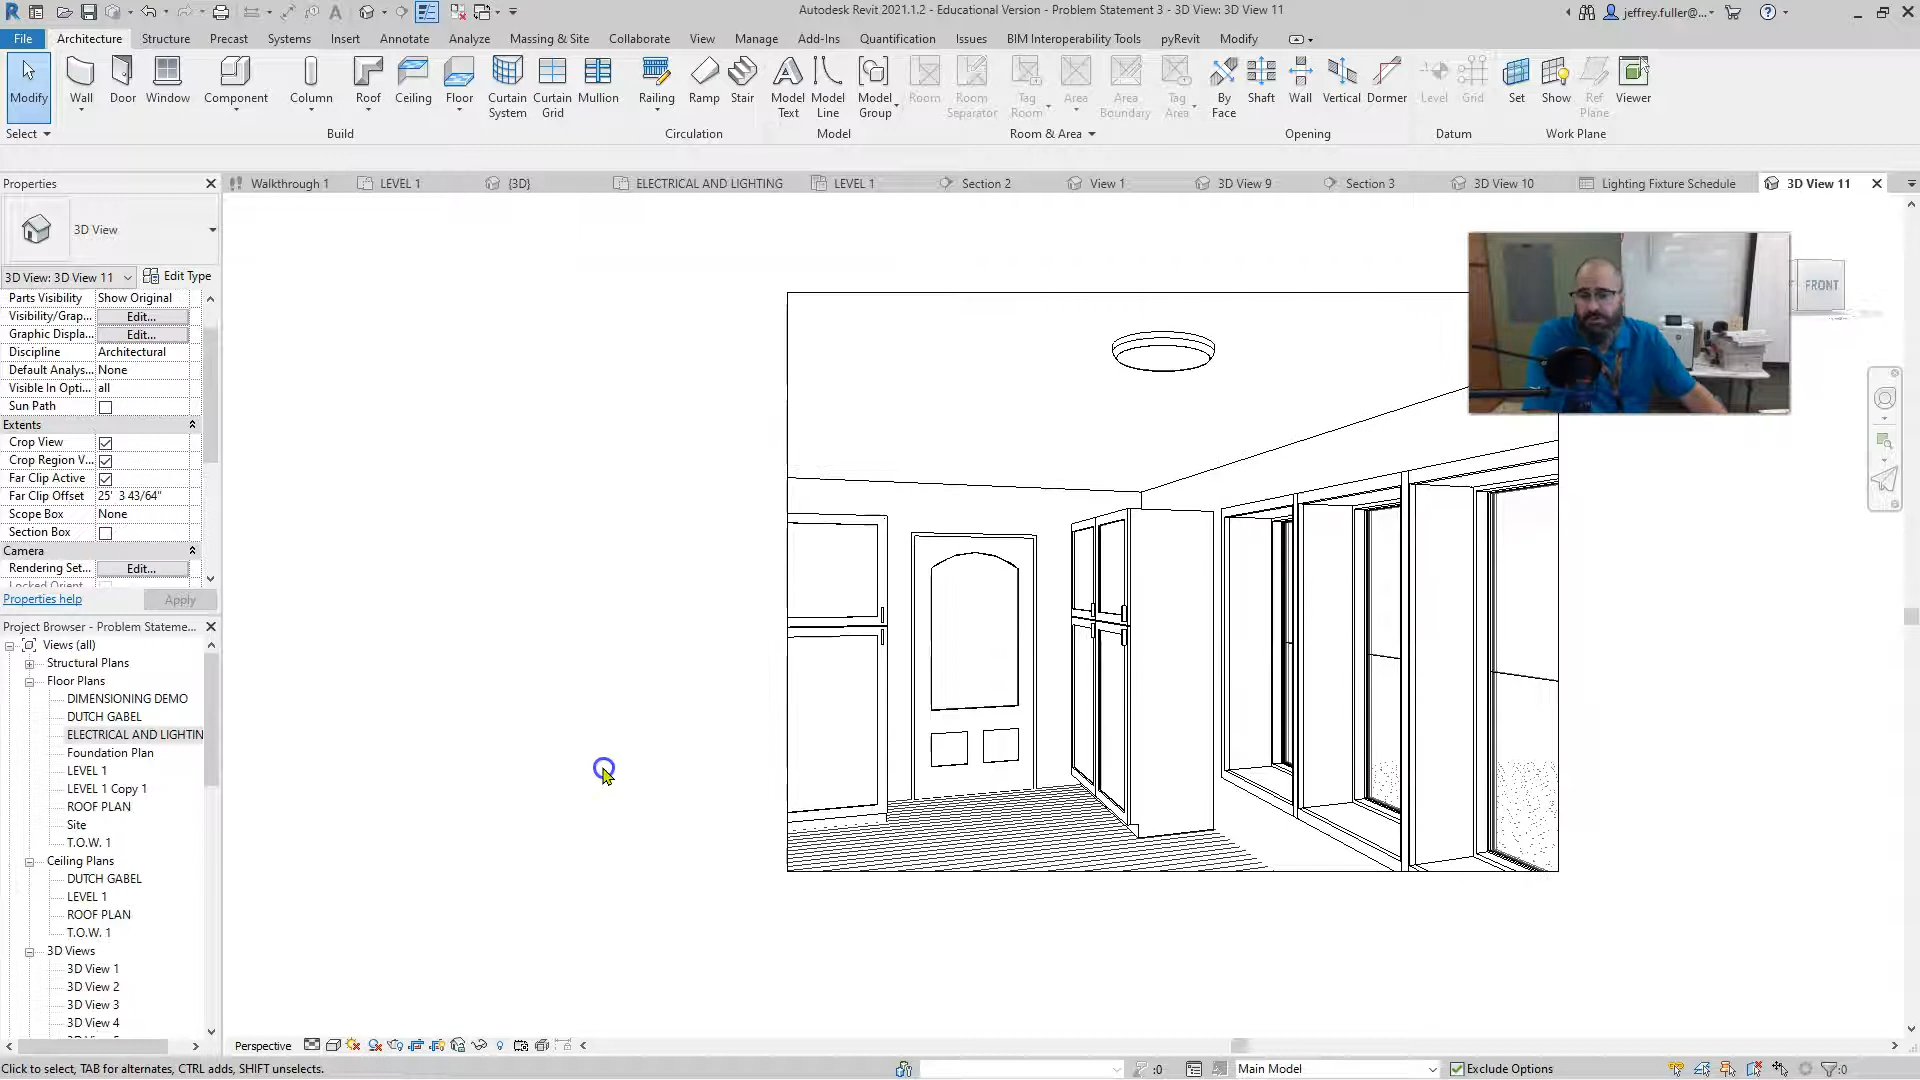 Autodesk Revit 2021.1.2 - Educational Version - Problem Statement 3 - 3D View: 3D View 11
jeffrey.fuller@...
File Architecture Structure Precast Systems Insert Annotate Analyze Massing & Site Collaborate View Manage Add-Ins Quantification Issues BIM Interoperability Tools pyRevit Modify
Modify Wall Door Window Component Column Roof Ceiling Floor Curtain System Curtain Grid Mullion Railing Ramp Stair Model Text Model Line Model Group Room Room Separator Tag Room Area Area Boundary Tag Area By Face Shaft Wall Vertical Dormer Level Grid Set Show Ref Plane Viewer
Select Build Circulation Model Room & Area Opening Datum Work Plane
Properties
Walkthrough 1 LEVEL 1 {3D} ELECTRICAL AND LIGHTING LEVEL 1 Section 2 View 1 3D View 9 Section 3 3D View 10 Lighting Fixture Schedule 3D View 11
3D View
3D View: 3D View 11 Edit Type
Parts Visibility Show Original
Visibility/Grap... Edit...
Graphic Displa... Edit...
Discipline Architectural
Default Analys... None
Visible In Opti... all
Sun Path
Extents
Crop View
Crop Region V...
Far Clip Active
Far Clip Offset 25' 3 43/64"
Scope Box None
Section Box
Camera
Rendering Set... Edit...
Locked Orient...
Properties help Apply
FRONT
Project Browser - Problem Stateme...
Views (all)
Structural Plans
Floor Plans
DIMENSIONING DEMO
DUTCH GABEL
ELECTRICAL AND LIGHTIN
Foundation Plan
LEVEL 1
LEVEL 1 Copy 1
ROOF PLAN
Site
T.O.W. 1
Ceiling Plans
DUTCH GABEL
LEVEL 1
ROOF PLAN
T.O.W. 1
3D Views
3D View 1
3D View 2
3D View 3
3D View 4
Perspective
Click to select, TAB for alternates, CTRL adds, SHIFT unselects. :0 Main Model Exclude Options :0